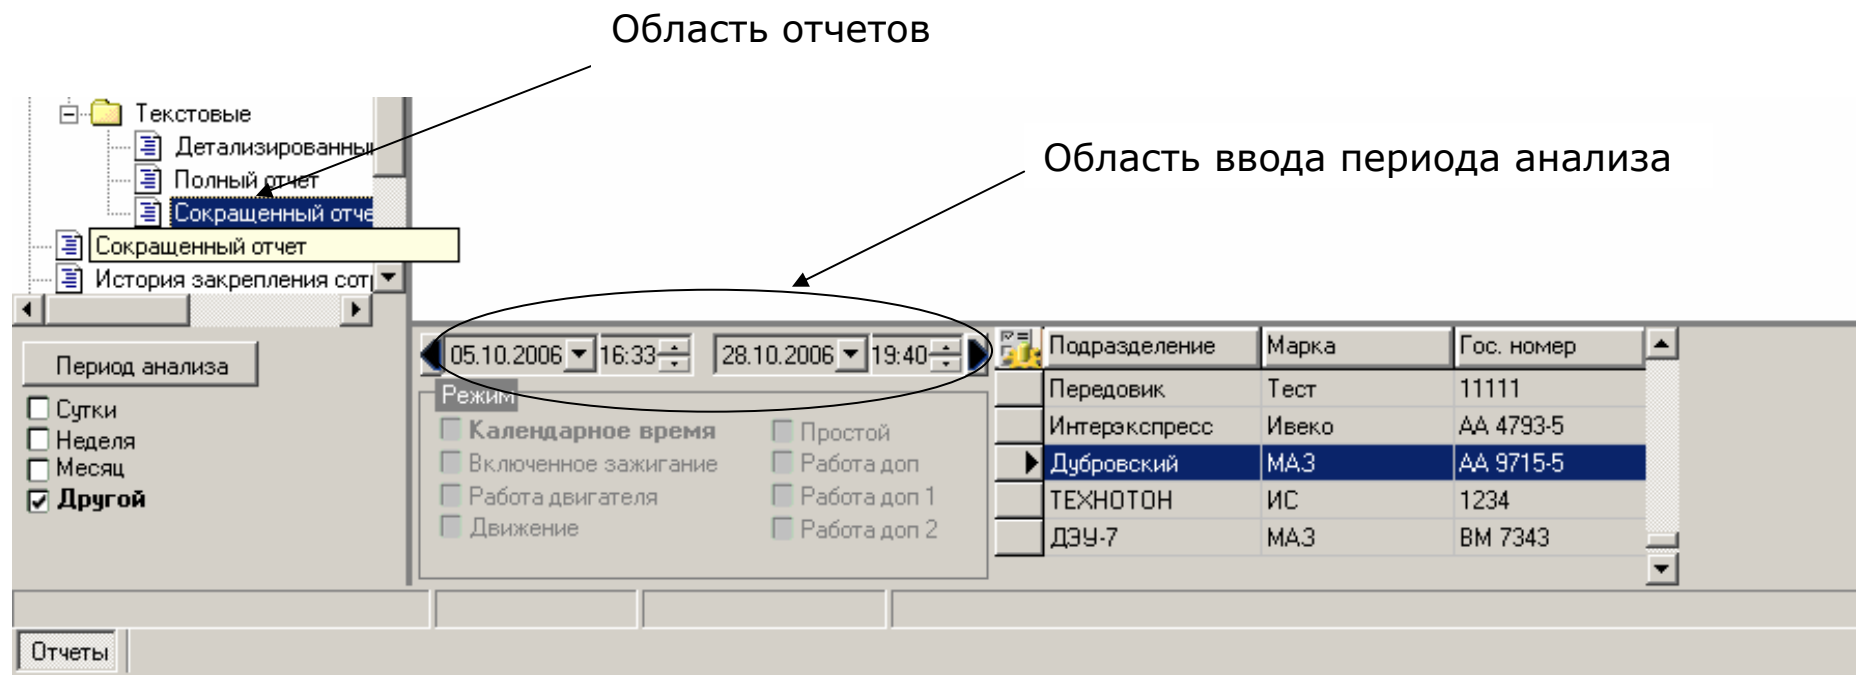 Область отчетов
Область ввода периода анализа
Текстовые
Детализированны
Полный отчет
Сокращенный отче
Сокращенный отчет
История закрепления сот
Период анализа
Сутки
Неделя
Месяц
Другой
05.10.2006 16:33 28.10.2006 19:40
Режим
Календарное время Простой
Включенное зажигание Работа доп
Работа двигателя Работа доп 1
Движение Работа доп 2
Подразделение Марка Гос. номер
Передовик Тест 11111
Интерэкспресс Ивеко АА 4793-5
Дубровский МАЗ АА 9715-5
ТЕХНОТОН ИС 1234
ДЭУ-7 МАЗ ВМ 7343
Отчеты